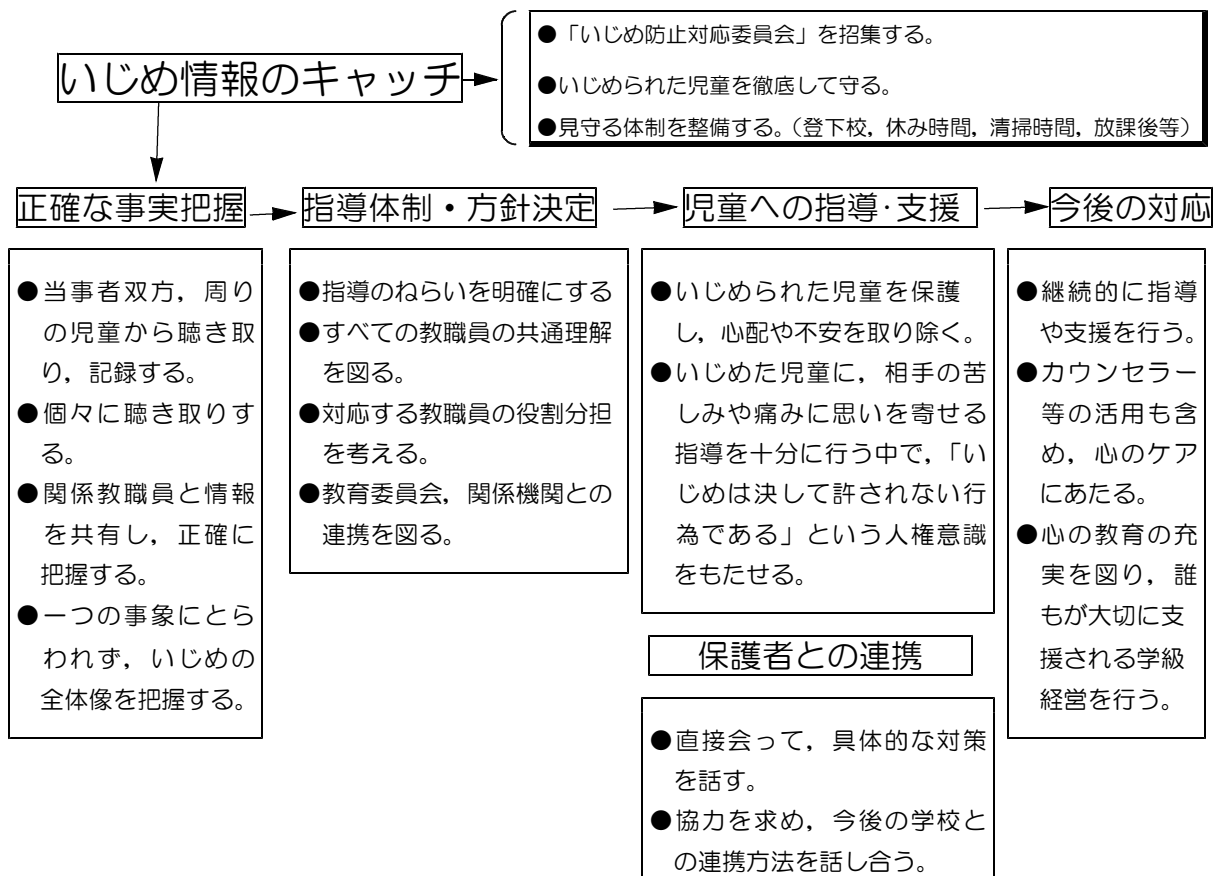 いじめ情報のキャッチ
●「いじめ防止対応委員会」を招集する。
●いじめられた児童を徹底して守る。
●見守る体制を整備する。（登下校，休み時間，清掃時間，放課後等）
正確な事実把握
●当事者双方，周り
の児童から聴き取
り，記録する。
●個々に聴き取りす
る。
●関係教職員と情報
を共有し，正確に
把握する。
●一つの事象にとら
われず，いじめの
全体像を把握する。
指導体制・方針決定
●指導のねらいを明確にする
●すべての教職員の共通理解
を図る。
●対応する教職員の役割分担
を考える。
●教育委員会，関係機関との
連携を図る。
児童への指導・支援
●いじめられた児童を保護
し，心配や不安を取り除く。
●いじめた児童に，相手の苦
しみや痛みに思いを寄せる
指導を十分に行う中で，「い
じめは決して許されない行
為である」という人権意識
をもたせる。
保護者との連携
●直接会って，具体的な対策
を話す。
●協力を求め，今後の学校と
の連携方法を話し合う。
今後の対応
●継続的に指導
や支援を行う。
●カウンセラー
等の活用も含
め，心のケア
にあたる。
●心の教育の充
実を図り，誰
もが大切に支
援される学級
経営を行う。